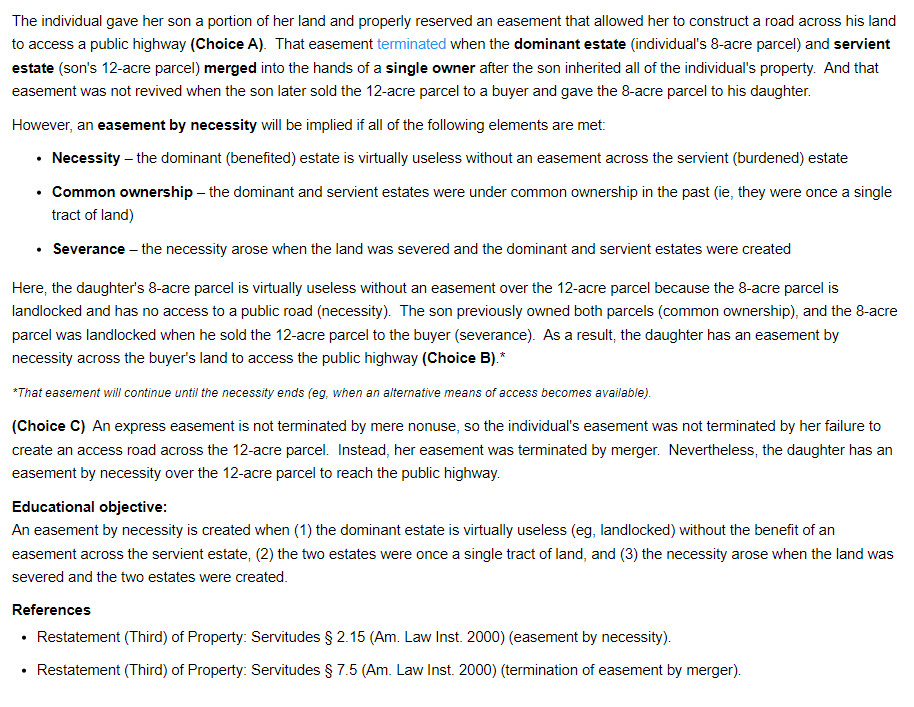 The individual gave her son a portion of her land and properly reserved an easement that allowed her to construct a road across his land
to access a public highway (Choice A).  That easement terminated when the dominant estate (individual's 8-acre parcel) and servient
estate (son's 12-acre parcel) merged into the hands of a single owner after the son inherited all of the individual's property.  And that
easement was not revived when the son later sold the 12-acre parcel to a buyer and gave the 8-acre parcel to his daughter.
However, an easement by necessity will be implied if all of the following elements are met:
• Necessity – the dominant (benefited) estate is virtually useless without an easement across the servient (burdened) estate
• Common ownership – the dominant and servient estates were under common ownership in the past (ie, they were once a single
tract of land)
• Severance – the necessity arose when the land was severed and the dominant and servient estates were created
Here, the daughter's 8-acre parcel is virtually useless without an easement over the 12-acre parcel because the 8-acre parcel is
landlocked and has no access to a public road (necessity).  The son previously owned both parcels (common ownership), and the 8-acre
parcel was landlocked when he sold the 12-acre parcel to the buyer (severance).  As a result, the daughter has an easement by
necessity across the buyer's land to access the public highway (Choice B).*
*That easement will continue until the necessity ends (eg, when an alternative means of access becomes available).
(Choice C)  An express easement is not terminated by mere nonuse, so the individual's easement was not terminated by her failure to
create an access road across the 12-acre parcel.  Instead, her easement was terminated by merger.  Nevertheless, the daughter has an
easement by necessity over the 12-acre parcel to reach the public highway.
Educational objective:
An easement by necessity is created when (1) the dominant estate is virtually useless (eg, landlocked) without the benefit of an
easement across the servient estate, (2) the two estates were once a single tract of land, and (3) the necessity arose when the land was
severed and the two estates were created.
References
• Restatement (Third) of Property: Servitudes § 2.15 (Am. Law Inst. 2000) (easement by necessity).
• Restatement (Third) of Property: Servitudes § 7.5 (Am. Law Inst. 2000) (termination of easement by merger).